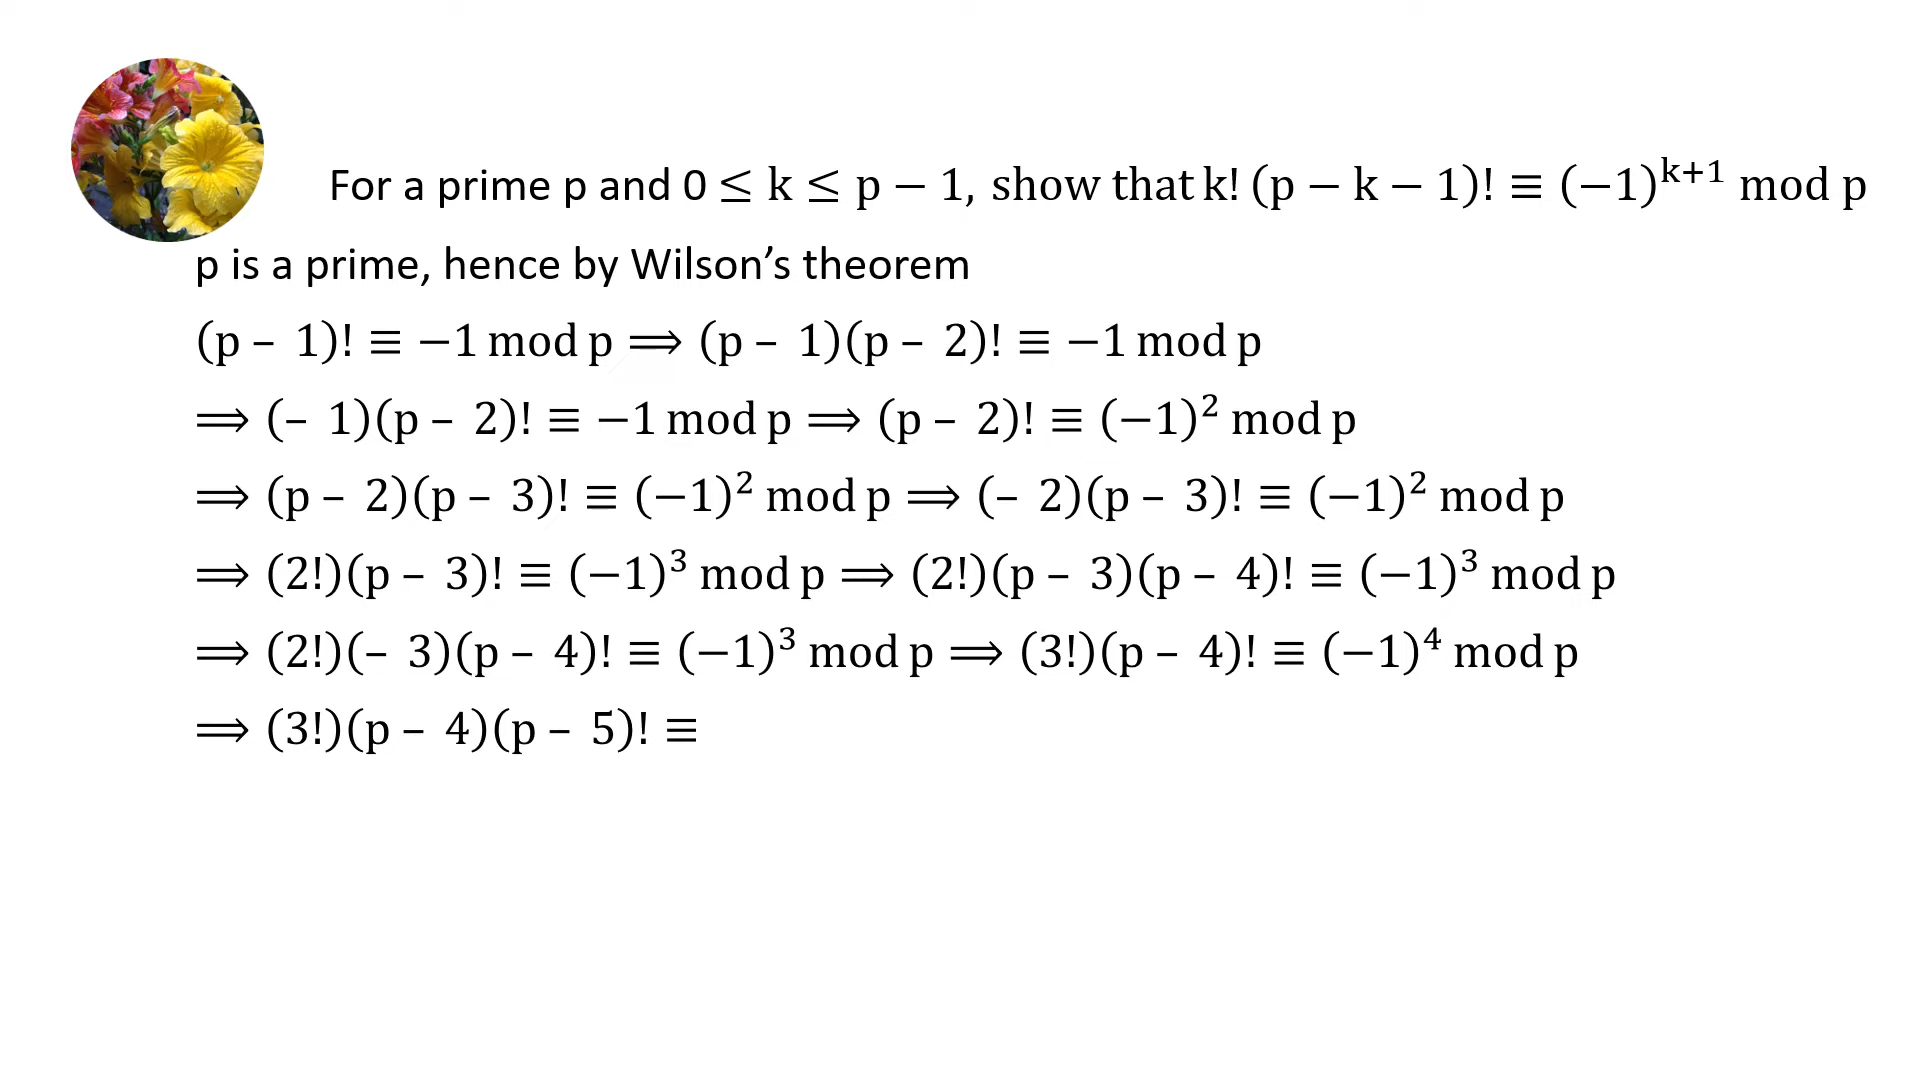 For a prime p and 0 ≤ k ≤ p − 1, show that k! (p − k − 1)! ≡ (−1)^{k+1} mod p
p is a prime, hence by Wilson’s theorem
(p – 1)! ≡ −1 mod p ⟹ (p – 1)(p – 2)! ≡ −1 mod p
⟹ (– 1)(p – 2)! ≡ −1 mod p ⟹ (p – 2)! ≡ (−1)² mod p
⟹ (p – 2)(p – 3)! ≡ (−1)² mod p ⟹ (– 2)(p – 3)! ≡ (−1)² mod p
⟹ (2!)(p – 3)! ≡ (−1)³ mod p ⟹ (2!)(p – 3)(p – 4)! ≡ (−1)³ mod p
⟹ (2!)(– 3)(p – 4)! ≡ (−1)³ mod p ⟹ (3!)(p – 4)! ≡ (−1)⁴ mod p
⟹ (3!)(p – 4)(p – 5)! ≡